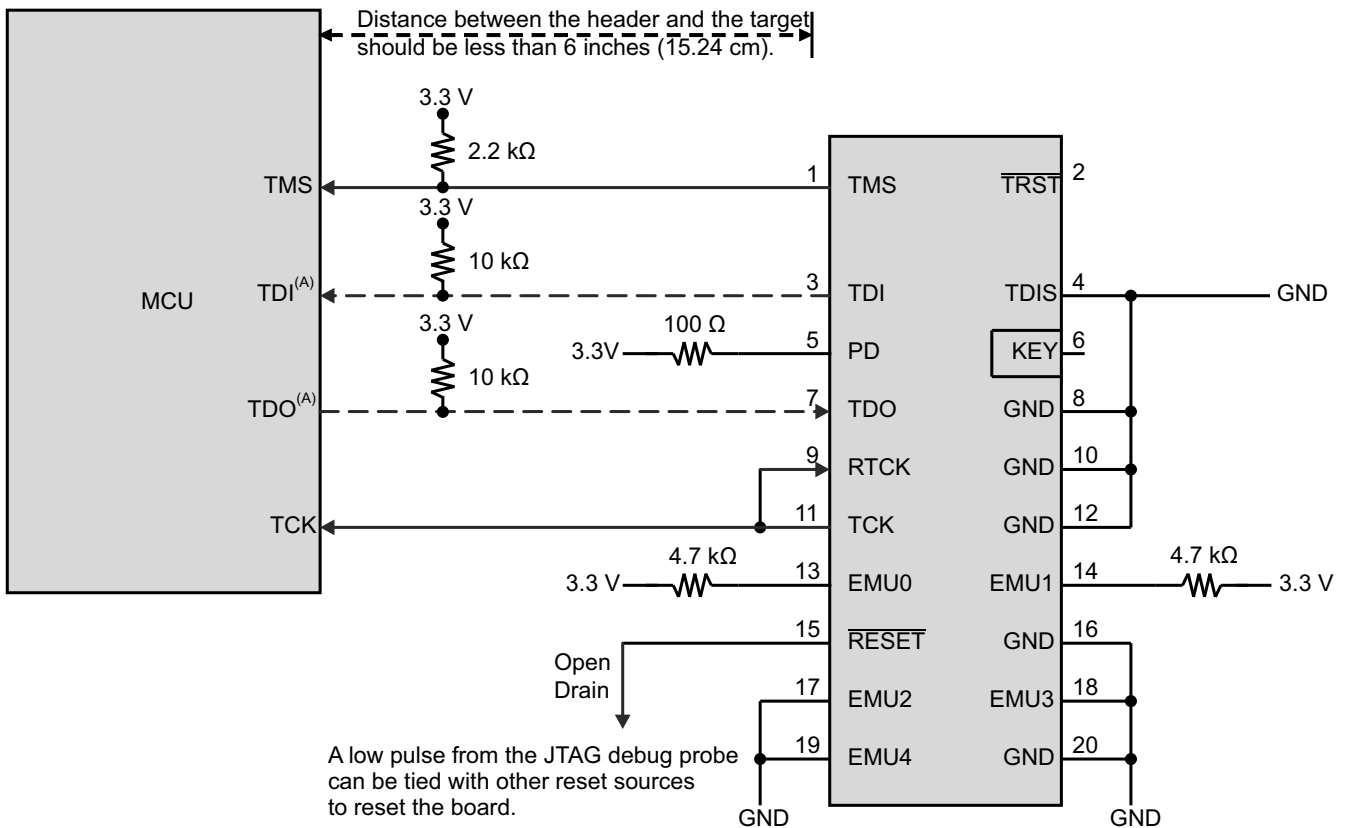 Distance between the header and the target
should be less than 6 inches (15.24 cm).
3.3 V
2.2 kΩ
TMS
1
TMS
TRST
2
3.3 V
10 kΩ
MCU
TDI(A)
3
TDI
TDIS
4
GND
3.3 V
100 Ω
3.3V
5
PD
KEY
6
10 kΩ
TDO(A)
7
TDO
GND
8
9
RTCK
GND
10
TCK
11
TCK
GND
12
4.7 kΩ
3.3 V
13
EMU0
EMU1
14
4.7 kΩ
3.3 V
15
RESET
GND
16
Open
Drain
17
EMU2
EMU3
18
A low pulse from the JTAG debug probe
can be tied with other reset sources
to reset the board.
19
EMU4
GND
20
GND
GND